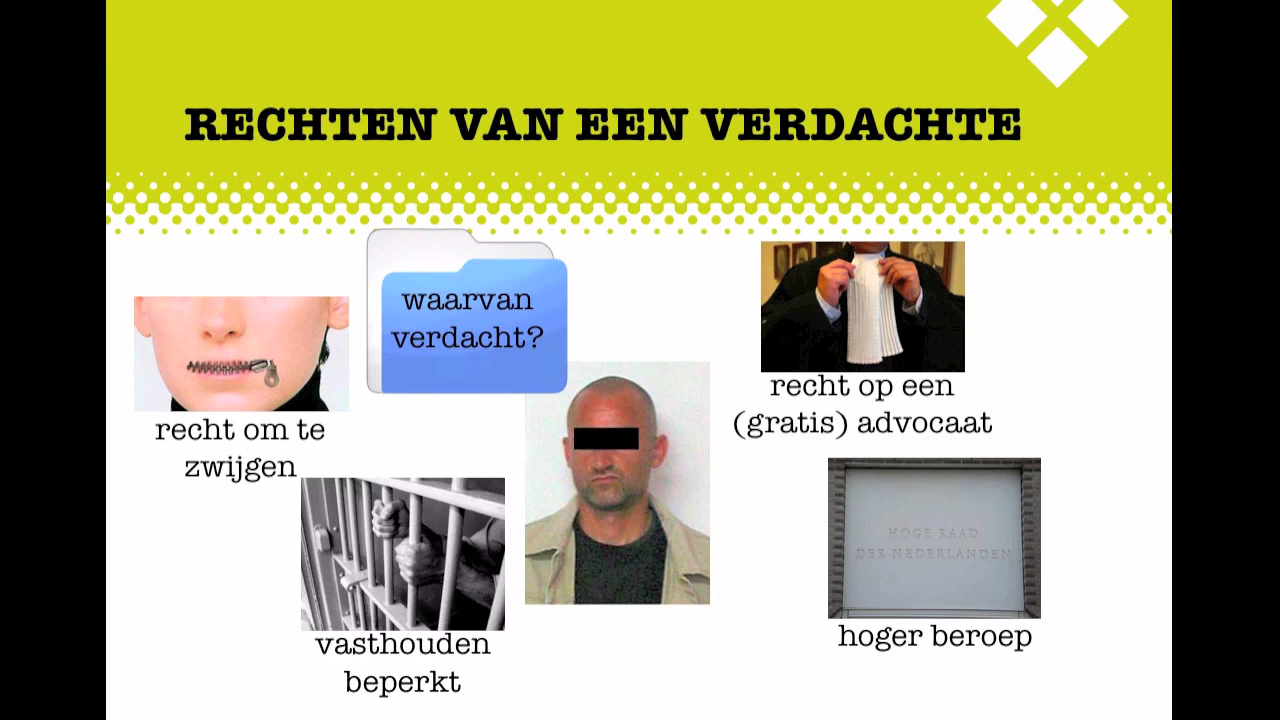 RECHTEN VAN EEN VERDACHTE
waarvan
verdacht?
recht om te
zwijgen
recht op een
(gratis) advocaat
HOGE RAAD
DER NEDERLANDEN
vasthouden
beperkt
hoger beroep